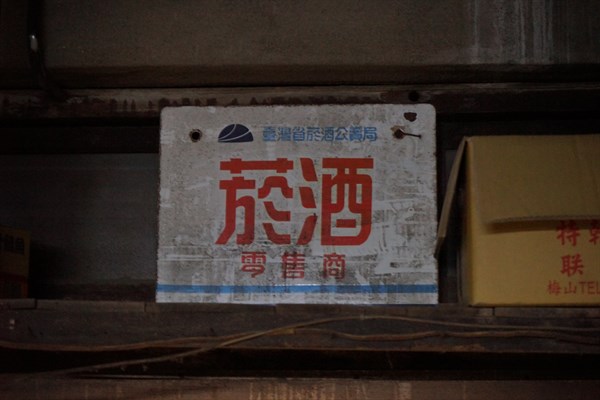 臺灣省菸酒公賣局
菸酒
零售商
特
联
梅山TEL